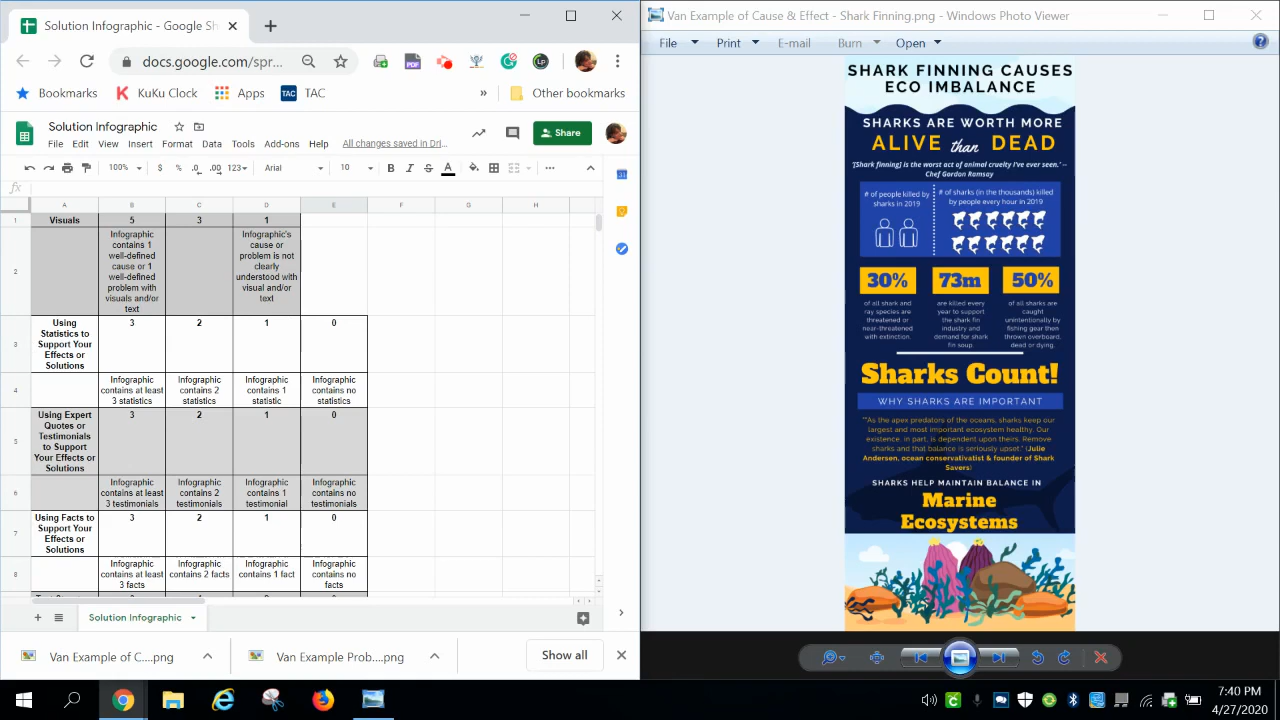 Solution Infographic - Google Sh
docs.google.com/spr...
Bookmarks
KuKu Clock
Apps
TAC
TAC
»
Other bookmarks
Solution Infographic
File Edit View Insert Format Data Tools Add-ons Help
All changes saved in Dri...
Share
100% $ % .0 .00 Arial 10 B I S A
fx
A B C D E F G H
1 Visuals 3 5 3
2
Infographic contains 1 well-defined cause or 1 well-defined problem with visuals and/or text
Infographic's cause or problem is not clearly understood with visual and/or text
3 Using Statistics to Support Your Effects or Solutions 3
4
Infographic contains at least 3 statistics
Infographic contains 2 statistics
Infographic contains 1 statistic
Infographic contains no statistics
5 Using Expert Quotes or Testimonials to Support Your Effects or Solutions 3 2 1 0
6
Infographic contains at least 3 testimonials
Infographic contains 2 testimonials
Infographic contains 1 testimonial
Infographic contains no testimonials
7 Using Facts to Support Your Effects or Solutions 3 2 1 0
8
Infographic contains at least 3 facts
Infographic contains 2 facts
Infographic contains 1 fact
Infographic contains no facts
Solution Infographic
Van Example of C....png
Van Example Prob....png
Show all
Van Example of Cause & Effect - Shark Finning.png - Windows Photo Viewer
File Print E-mail Burn Open
SHARK FINNING CAUSES
ECO IMBALANCE
SHARKS ARE WORTH MORE
ALIVE than DEAD
"[Shark finning] is the worst act of animal cruelty I've ever seen." --
Chef Gordon Ramsay
# of people killed by
sharks in 2019
# of sharks (in the thousands) killed
by people every hour in 2019
30%
of all shark and
ray species are
threatened or
near-threatened
with extinction.
73m
are killed every
year to support
the shark fin
industry and
demand for shark
fin soup.
50%
of all sharks are
caught
unintentionally by
fishing gear then
thrown overboard,
dead or dying.
Sharks Count!
WHY SHARKS ARE IMPORTANT
""As the apex predators of the oceans, sharks keep our
largest and most important ecosystem healthy. Our
existence, in part, is dependent upon theirs. Remove
sharks and that balance is seriously upset." (Julie
Andersen, ocean conservativatist & founder of Shark
Savers)
SHARKS HELP MAINTAIN BALANCE IN
Marine
Ecosystems
7:40 PM
4/27/2020